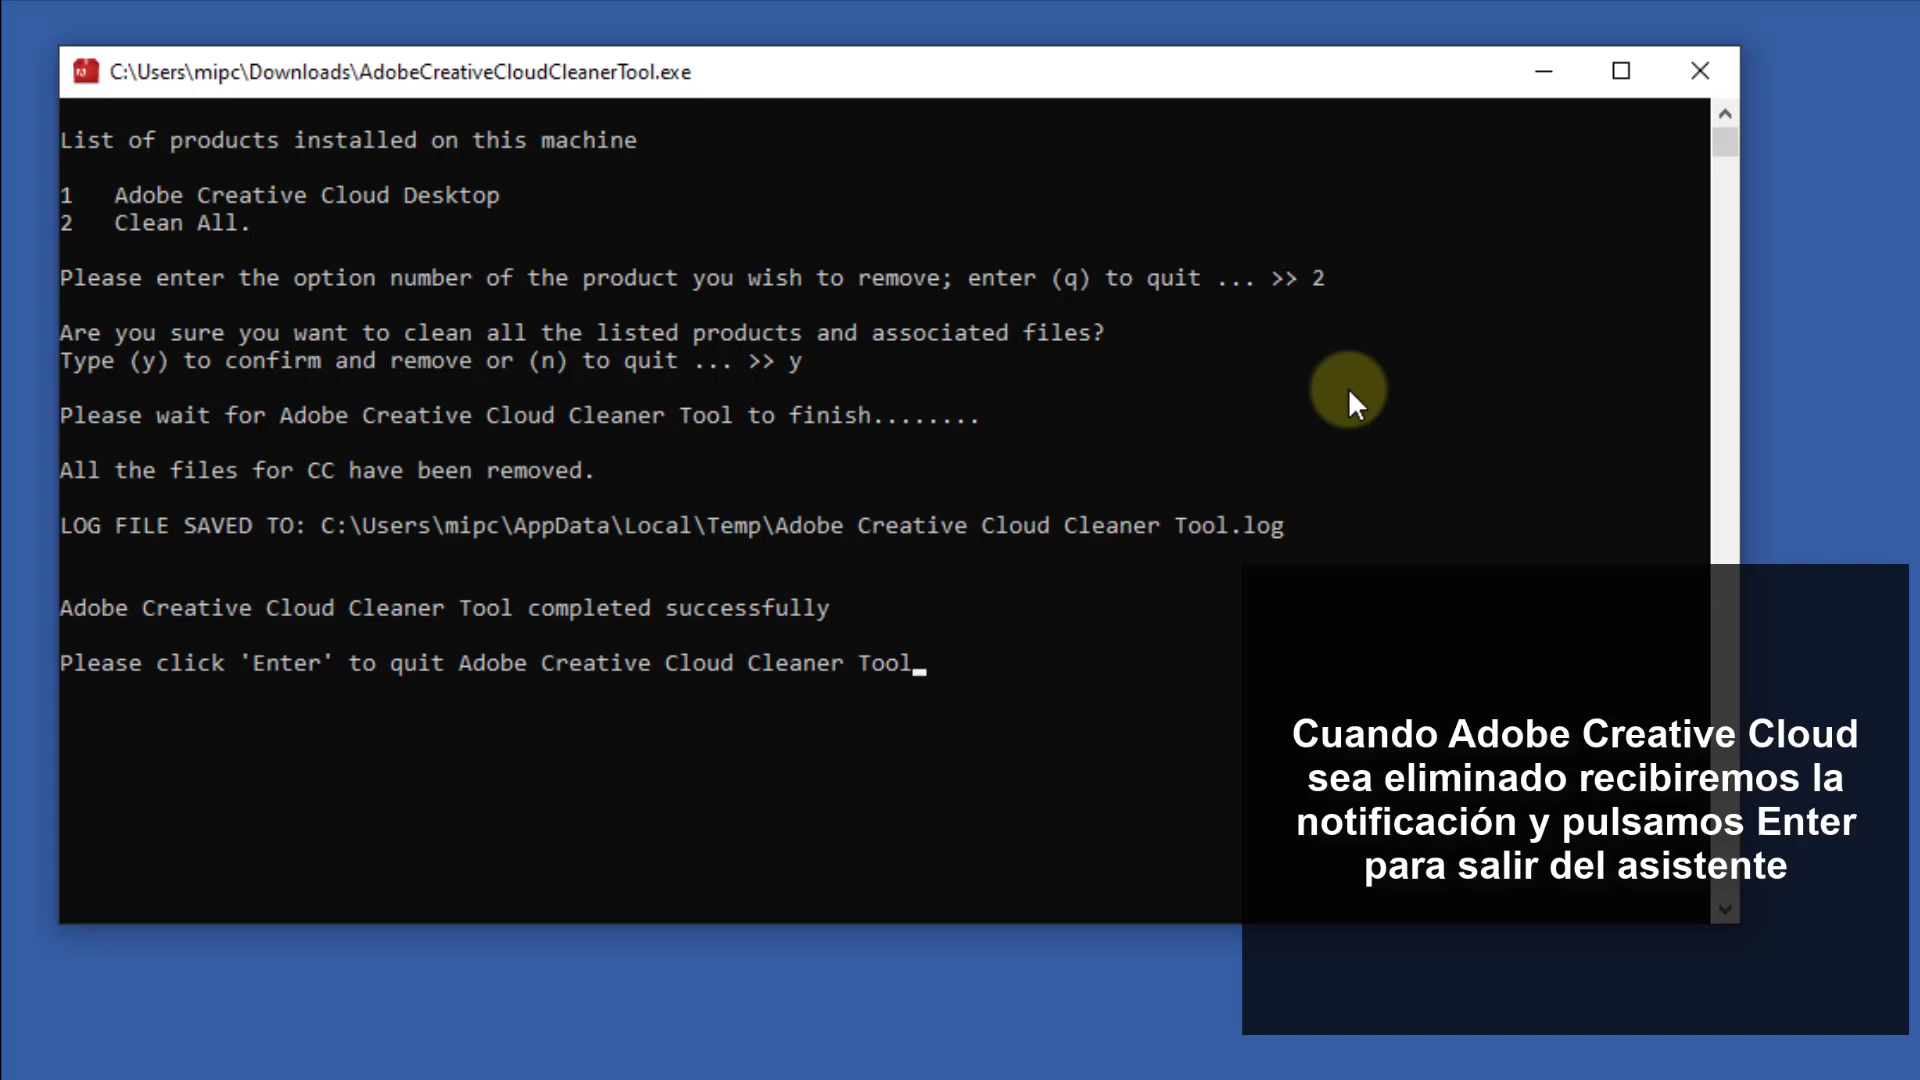 C:\Users\mipc\Downloads\AdobeCreativeCloudCleanerTool.exe
List of products installed on this machine
1   Adobe Creative Cloud Desktop
2   Clean All.
Please enter the option number of the product you wish to remove; enter (q) to quit ... >> 2
Are you sure you want to clean all the listed products and associated files?
Type (y) to confirm and remove or (n) to quit ... >> y
Please wait for Adobe Creative Cloud Cleaner Tool to finish........
All the files for CC have been removed.
LOG FILE SAVED TO: C:\Users\mipc\AppData\Local\Temp\Adobe Creative Cloud Cleaner Tool.log
Adobe Creative Cloud Cleaner Tool completed successfully
Please click 'Enter' to quit Adobe Creative Cloud Cleaner Tool
Cuando Adobe Creative Cloud
sea eliminado recibiremos la
notificación y pulsamos Enter
para salir del asistente